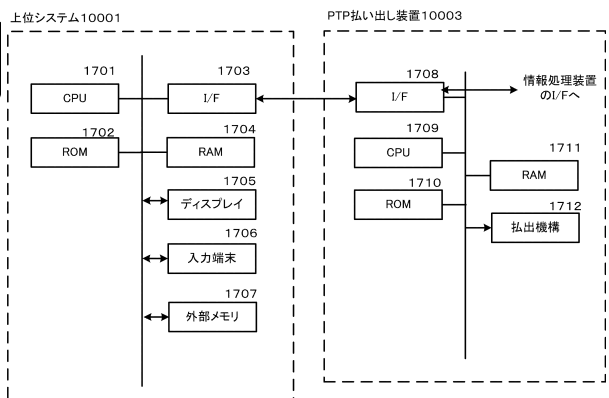 上位システム10001
PTP払い出し装置10003
1701
CPU
1703
I/F
1702
ROM
1704
RAM
1705
ディスプレイ
1706
入力端末
1707
外部メモリ
1708
I/F
情報処理装置
のI/Fへ
1709
CPU
1710
ROM
1711
RAM
1712
払出機構